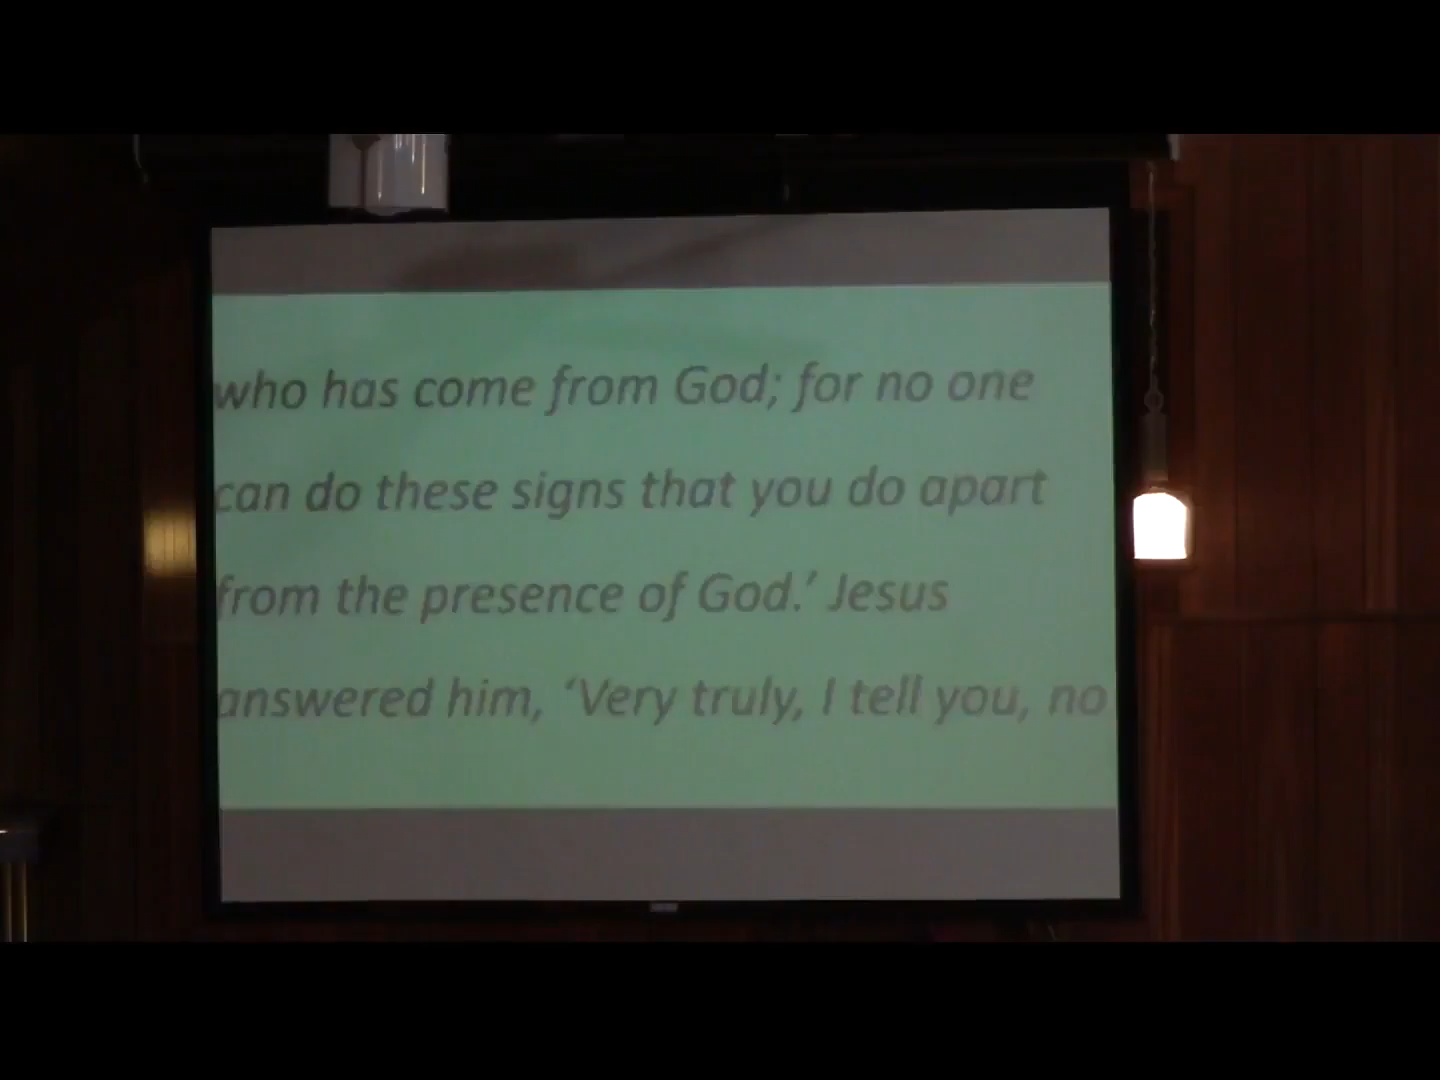 who has come from God; for no one
can do these signs that you do apart
from the presence of God.’ Jesus
answered him, ‘Very truly, I tell you, no